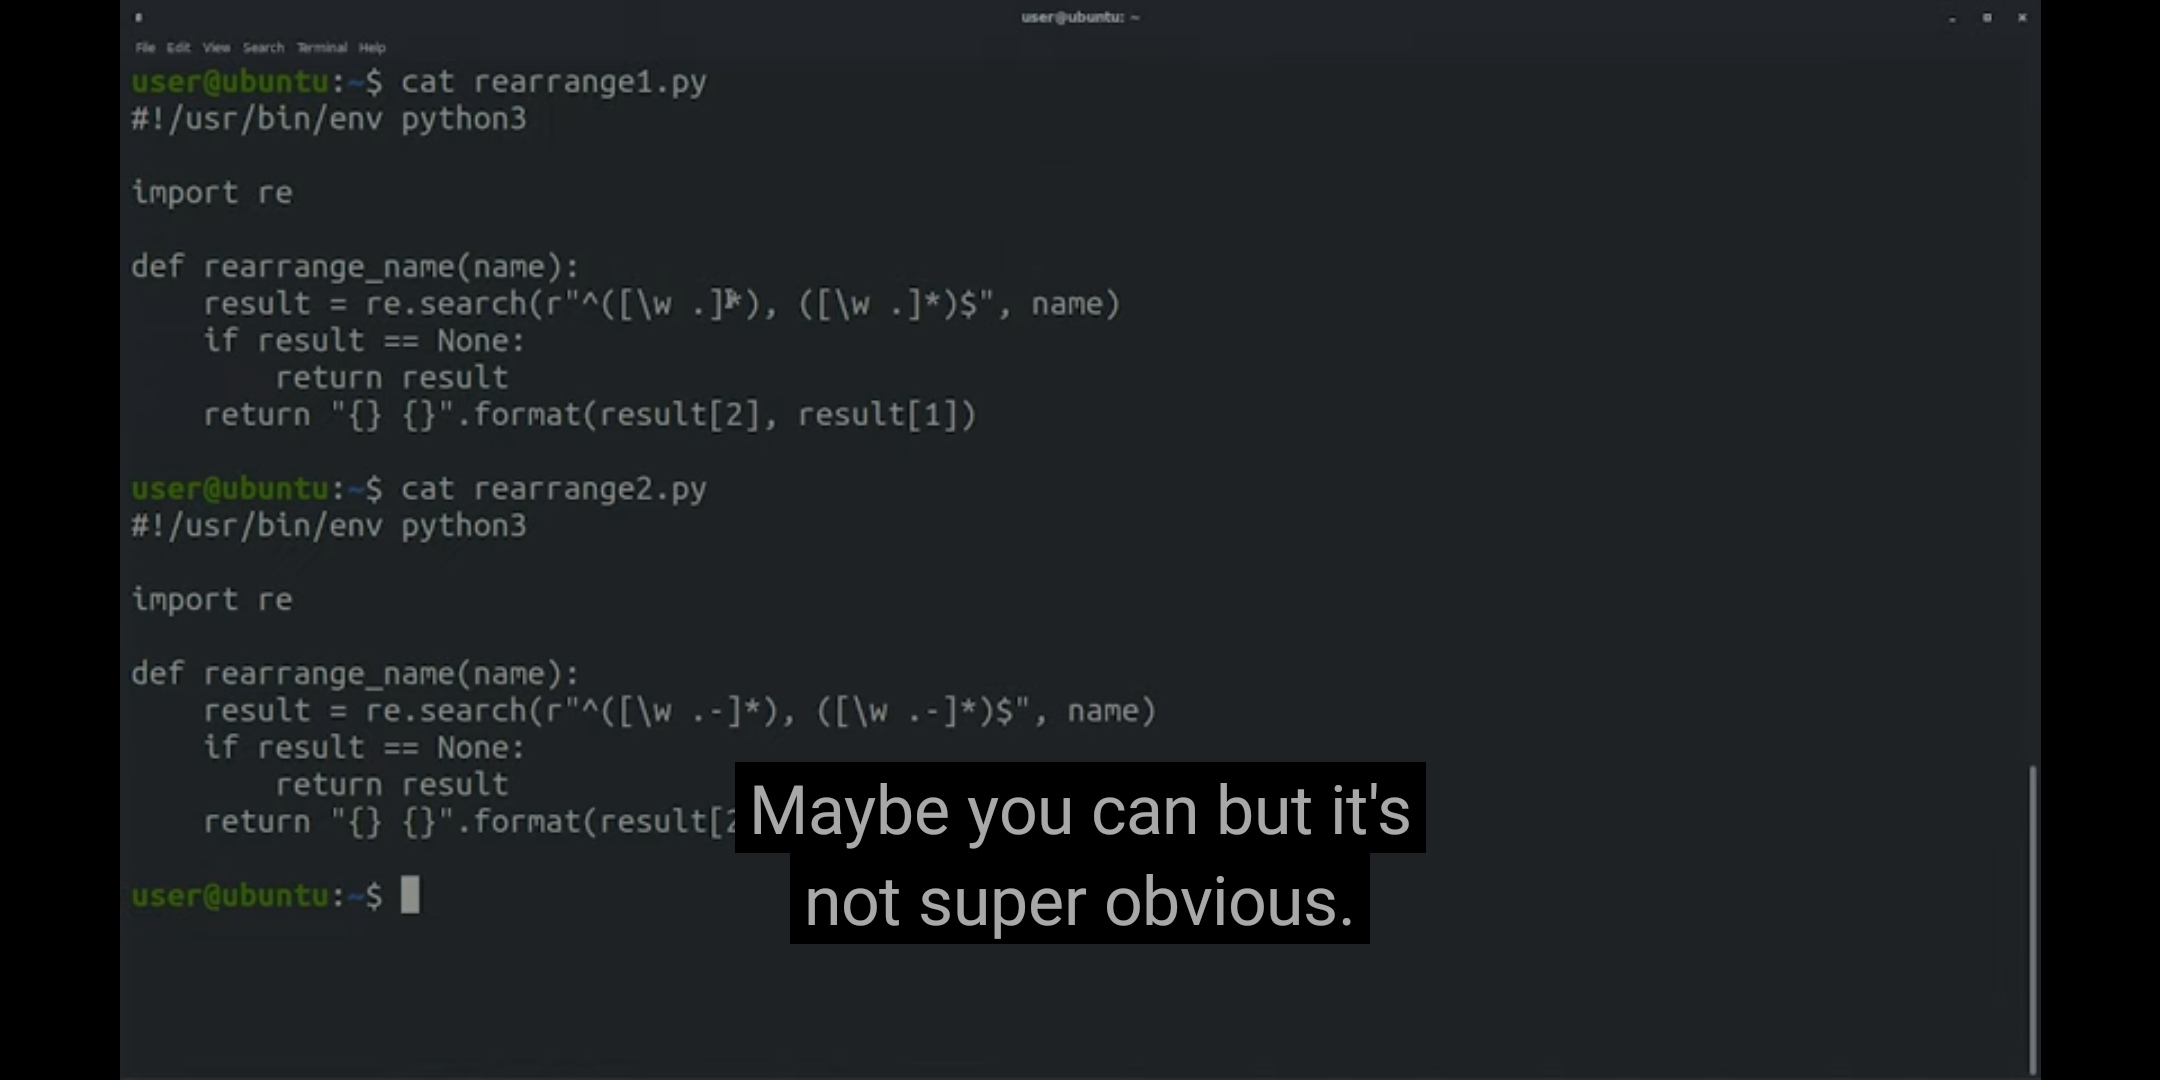 user@ubuntu: ~
File Edit View Search Terminal Help
user@ubuntu:~$ cat rearrange1.py
#!/usr/bin/env python3
import re
def rearrange_name(name):
    result = re.search(r"^([\w .]*), ([\w .]*)$", name)
    if result == None:
        return result
    return "{} {}".format(result[2], result[1])
user@ubuntu:~$ cat rearrange2.py
#!/usr/bin/env python3
import re
def rearrange_name(name):
    result = re.search(r"^([\w .-]*), ([\w .-]*)$", name)
    if result == None:
        return result
    return "{} {}".format(result[2
Maybe you can but it's
not super obvious.
user@ubuntu:~$